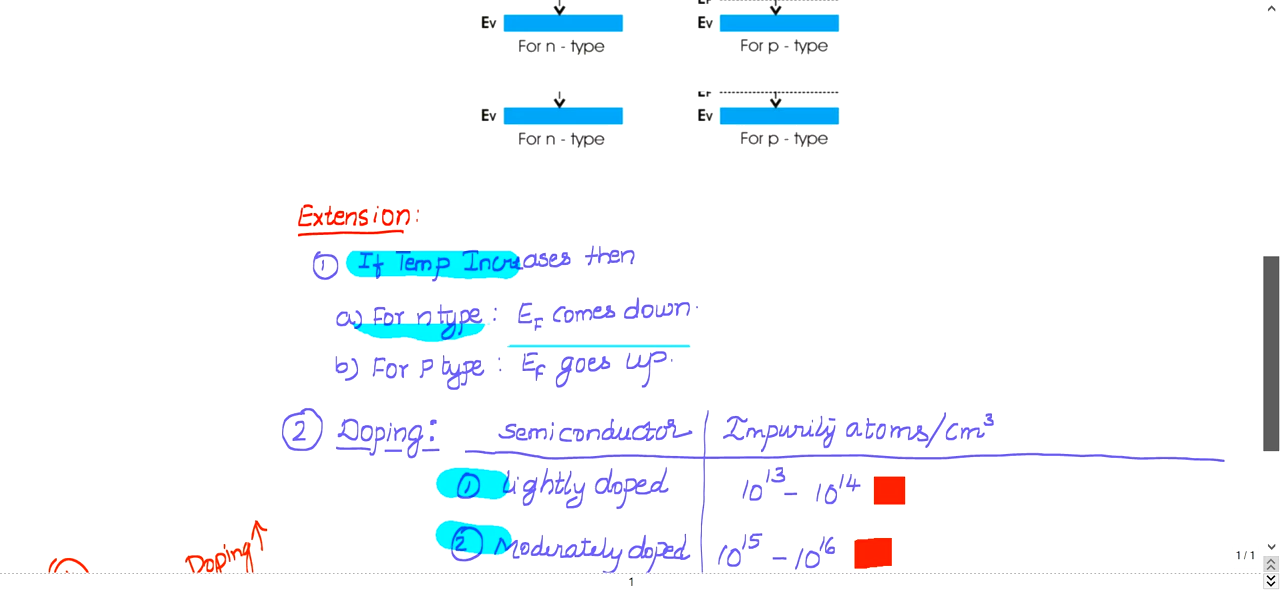 EF
Ev Ev
For n - type For p - type
EF
Ev Ev
For n - type For p - type
Extension:
① If Temp Increases then
a) For n type : EF comes down.
b) For P type : EF goes up.
② Doping: semiconductor Impurity atoms/cm³
① Lightly doped 10¹³ - 10¹⁴
② Moderately doped 10¹⁵ - 10¹⁶
Doping↑
1 / 1
1